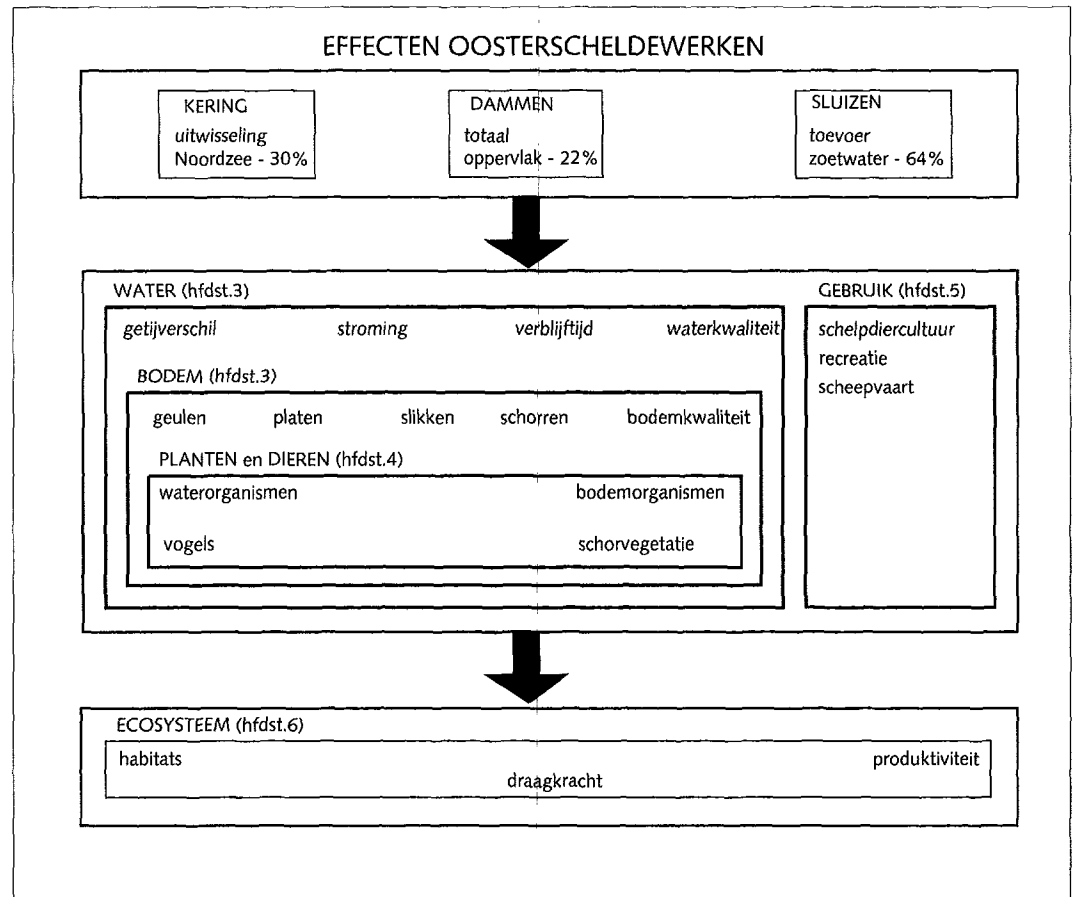 EFFECTEN OOSTERSCHELDEWERKEN
KERING
uitwisseling
Noordzee - 30%
DAMMEN
totaal
oppervlak - 22%
SLUIZEN
toevoer
zoetwater - 64%
WATER (hfdst.3)
getijverschil stroming verblijftijd waterkwaliteit
BODEM (hfdst.3)
geulen platen slikken schorren bodemkwaliteit
PLANTEN en DIEREN (hfdst.4)
waterorganismen bodemorganismen
vogels schorvegetatie
GEBRUIK (hfdst.5)
schelpdiercultuur
recreatie
scheepvaart
ECOSYSTEEM (hfdst.6)
habitats produktiviteit
draagkracht